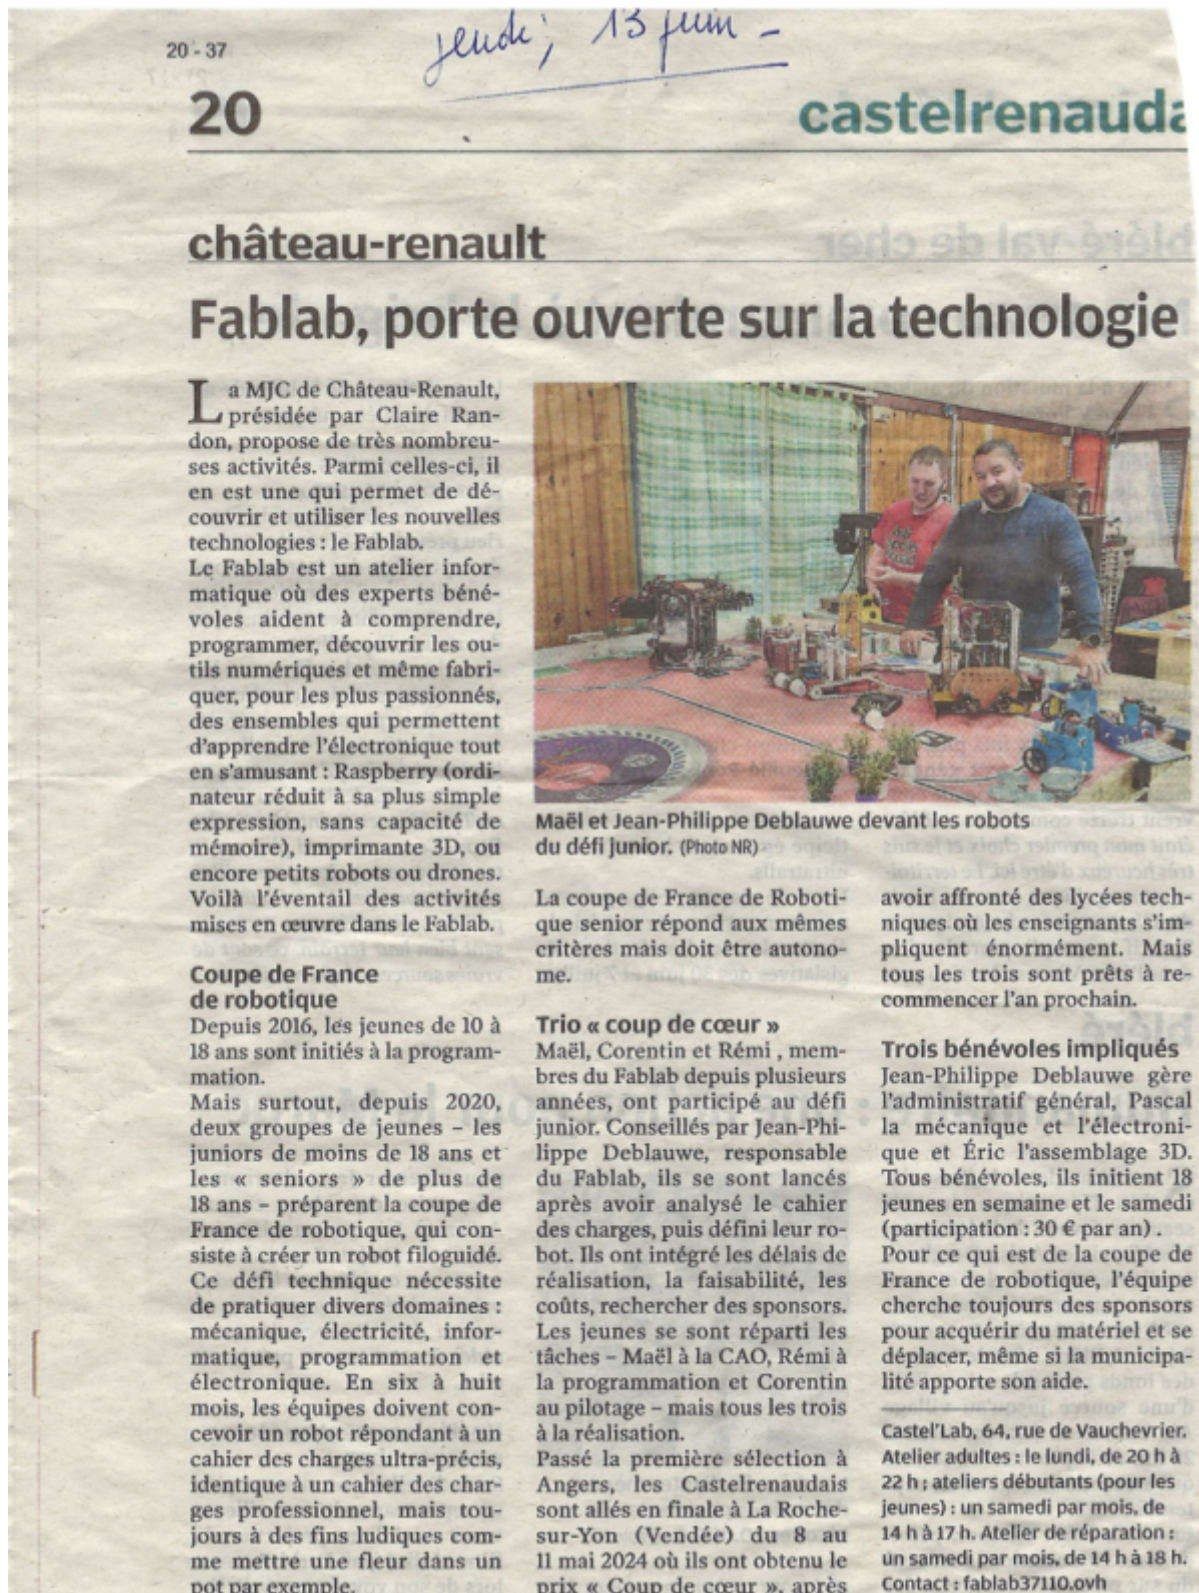 jeudi, 13 juin -
20 - 37
20
castelrenauda
château-renault
Fablab, porte ouverte sur la technologie
La MJC de Château-Renault,
présidée par Claire Ran-
don, propose de très nombreu-
ses activités. Parmi celles-ci, il
en est une qui permet de dé-
couvrir et utiliser les nouvelles
technologies : le Fablab.
Le Fablab est un atelier infor-
matique où des experts béné-
voles aident à comprendre,
programmer, découvrir les ou-
tils numériques et même fabri-
quer, pour les plus passionnés,
des ensembles qui permettent
d'apprendre l'électronique tout
en s'amusant : Raspberry (ordi-
nateur réduit à sa plus simple
expression, sans capacité de
mémoire), imprimante 3D, ou
encore petits robots ou drones.
Voilà l'éventail des activités
mises en œuvre dans le Fablab.
Coupe de France
de robotique
Depuis 2016, les jeunes de 10 à
18 ans sont initiés à la program-
mation.
Mais surtout, depuis 2020,
deux groupes de jeunes – les
juniors de moins de 18 ans et
les « seniors » de plus de
18 ans – préparent la coupe de
France de robotique, qui con-
siste à créer un robot filoguidé.
Ce défi technique nécessite
de pratiquer divers domaines :
mécanique, électricité, infor-
matique, programmation et
électronique. En six à huit
mois, les équipes doivent con-
cevoir un robot répondant à un
cahier des charges ultra-précis,
identique à un cahier des char-
ges professionnel, mais tou-
jours à des fins ludiques com-
me mettre une fleur dans un
pot par exemple.
Maël et Jean-Philippe Deblauwe devant les robots
du défi junior. (Photo NR)
La coupe de France de Roboti-
que senior répond aux mêmes
critères mais doit être autono-
me.
Trio « coup de cœur »
Maël, Corentin et Rémi , mem-
bres du Fablab depuis plusieurs
années, ont participé au défi
junior. Conseillés par Jean-Phi-
lippe Deblauwe, responsable
du Fablab, ils se sont lancés
après avoir analysé le cahier
des charges, puis défini leur ro-
bot. Ils ont intégré les délais de
réalisation, la faisabilité, les
coûts, rechercher des sponsors.
Les jeunes se sont réparti les
tâches – Maël à la CAO, Rémi à
la programmation et Corentin
au pilotage – mais tous les trois
à la réalisation.
Passé la première sélection à
Angers, les Castelrenaudais
sont allés en finale à La Roche-
sur-Yon (Vendée) du 8 au
11 mai 2024 où ils ont obtenu le
prix « Coup de cœur », après
avoir affronté des lycées tech-
niques où les enseignants s'im-
pliquent énormément. Mais
tous les trois sont prêts à re-
commencer l'an prochain.
Trois bénévoles impliqués
Jean-Philippe Deblauwe gère
l'administratif général, Pascal
la mécanique et l'électroni-
que et Éric l'assemblage 3D.
Tous bénévoles, ils initient 18
jeunes en semaine et le samedi
(participation : 30 € par an) .
Pour ce qui est de la coupe de
France de robotique, l'équipe
cherche toujours des sponsors
pour acquérir du matériel et se
déplacer, même si la municipa-
lité apporte son aide.
Castel'Lab, 64, rue de Vauchevrier.
Atelier adultes : le lundi, de 20 h à
22 h ; ateliers débutants (pour les
jeunes) : un samedi par mois, de
14 h à 17 h. Atelier de réparation :
un samedi par mois, de 14 h à 18 h.
Contact : fablab37110.ovh